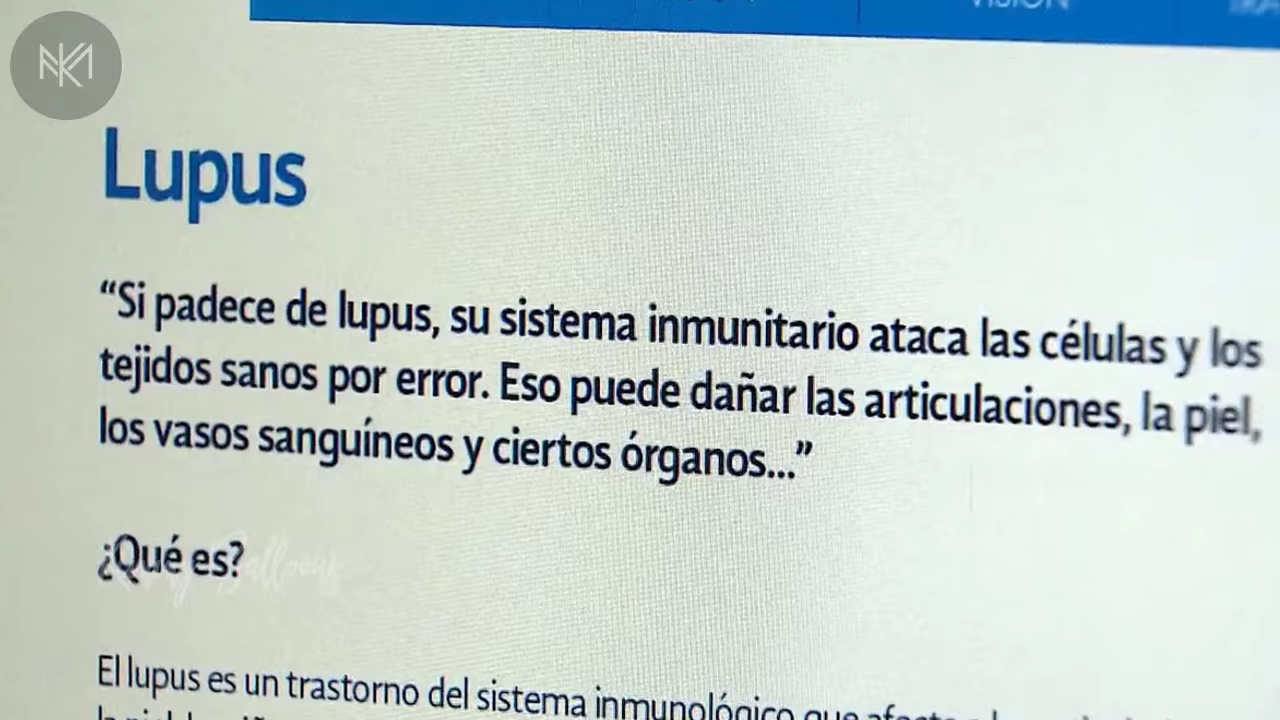 VISIÓN
Lupus
“Si padece de lupus, su sistema inmunitario ataca las células y los
tejidos sanos por error. Eso puede dañar las articulaciones, la piel,
los vasos sanguíneos y ciertos órganos...”
¿Qué es?
El lupus es un trastorno del sistema inmunológico que